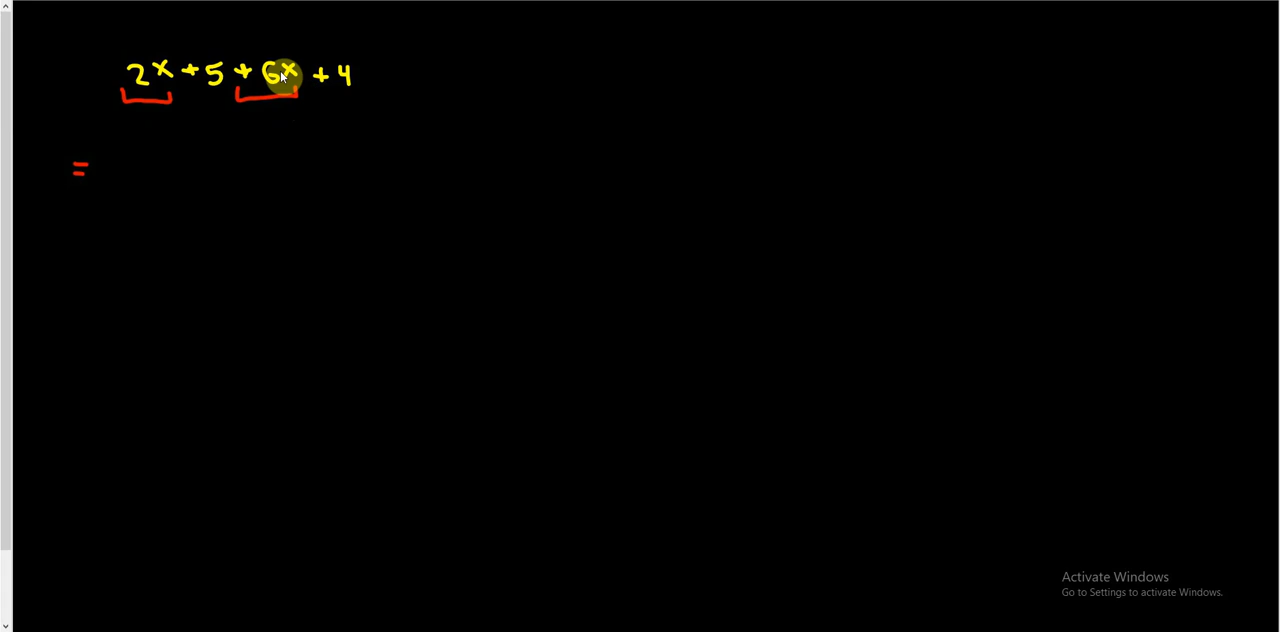 2x + 5 + 6x + 4
=
Activate Windows
Go to Settings to activate Windows.